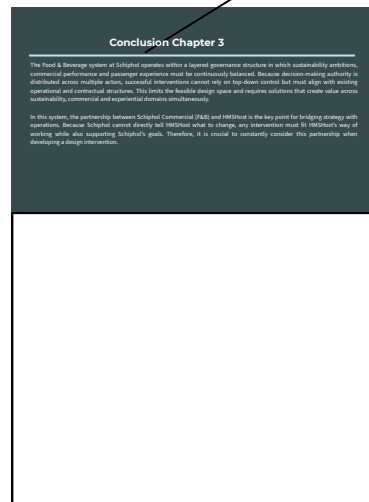 Conclusion Chapter 3
The Food & Beverage system at Schiphol operates within a layered governance structure in which sustainability ambitions,
commercial performance and passenger experience must be continuously balanced. Because decision-making authority is
distributed across multiple actors, successful interventions cannot rely on top-down control but must align with existing
operational and contractual structures. This limits the feasible design space and requires solutions that create value across
sustainability, commercial and experiential domains simultaneously.
In this system, the partnership between Schiphol Commercial (F&B) and HMSHost is the key point for bridging strategy with
operations. Because Schiphol cannot directly tell HMSHost what to change, any intervention must fit HMSHost's way of
working while also supporting Schiphol's goals. Therefore, it is crucial to constantly consider this partnership when
developing a design intervention.